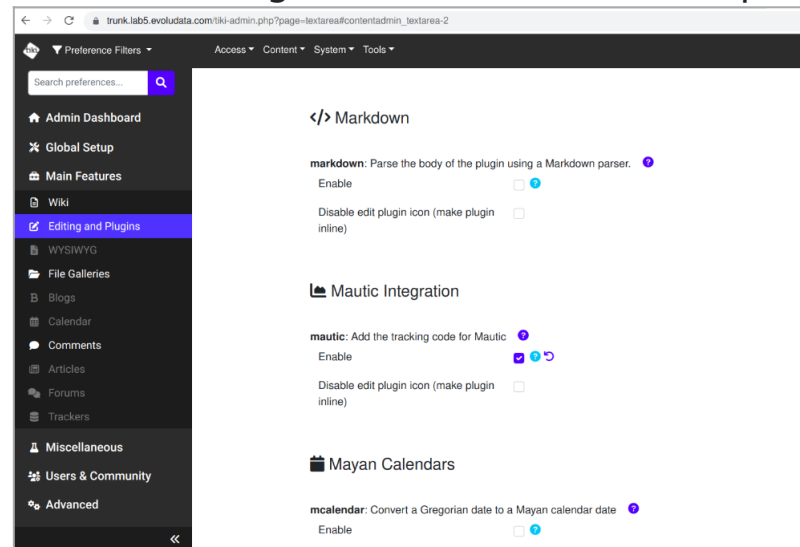 trunk.lab5.evoludata.com/tiki-admin.php?page=textarea#contentadmin_textarea-2
tiki
Preference Filters
Access Content System Tools
Search preferences...
Admin Dashboard
Global Setup
Main Features
Wiki
Editing and Plugins
WYSIWYG
File Galleries
Blogs
Calendar
Comments
Articles
Forums
Trackers
Miscellaneous
Users & Community
Advanced
«
</> Markdown
markdown: Parse the body of the plugin using a Markdown parser. ?
Enable ?
Disable edit plugin icon (make plugin
inline)
Mautic Integration
mautic: Add the tracking code for Mautic ?
Enable ?
Disable edit plugin icon (make plugin
inline)
Mayan Calendars
mcalendar: Convert a Gregorian date to a Mayan calendar date ?
Enable ?